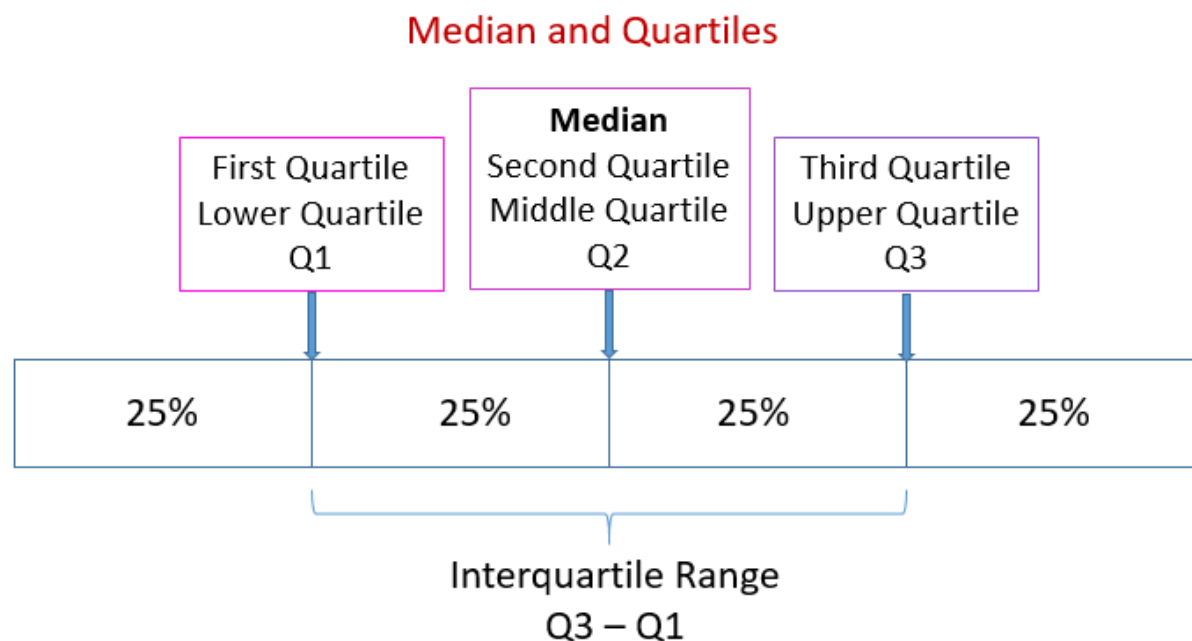 Median and Quartiles
First Quartile
Lower Quartile
Q1
Median
Second Quartile
Middle Quartile
Q2
Third Quartile
Upper Quartile
Q3
25%
25%
25%
25%
Interquartile Range
Q3 – Q1